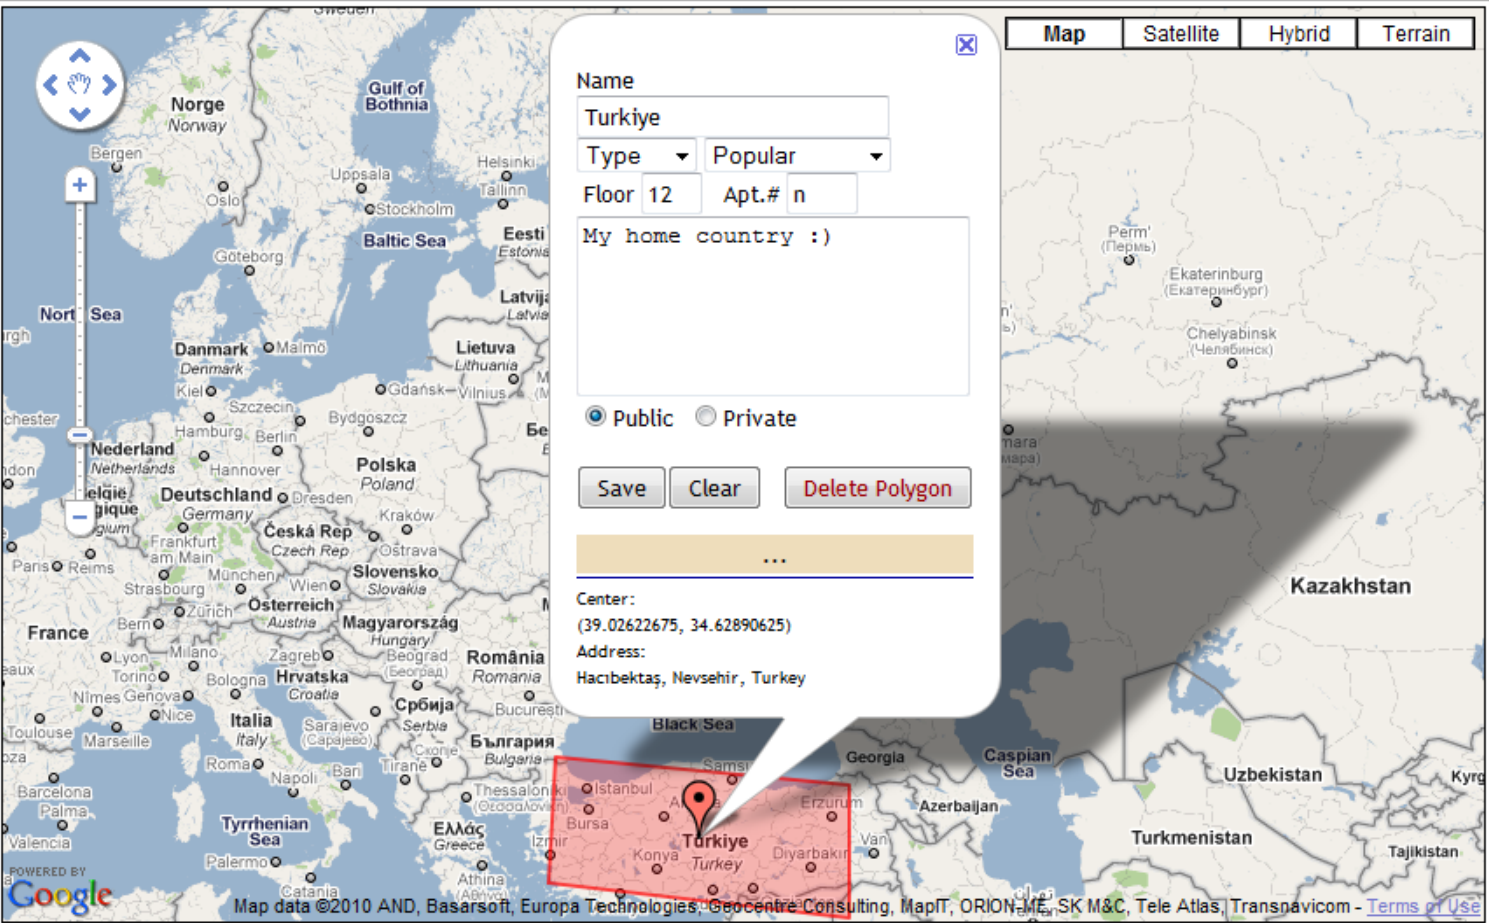 Sweden
Map Satellite Hybrid Terrain
Name
Turkiye
Type Popular
Floor 12 Apt.# n
My home country :)
Public Private
Save Clear Delete Polygon
...
Center:
(39.02622675, 34.62890625)
Address:
Hacıbektaş, Nevsehir, Turkey
Gulf of
Bothnia
Norge
Norway
Bergen
Oslo
Uppsala
Stockholm
Helsinki
Tallinn
Baltic Sea
Eesti
Estonia
Göteborg
Latvija
Latvia
North Sea
Danmark
Denmark
Malmö
Lietuva
Lithuania
Kiel
Gdańsk
Vilnius
Szczecin
Bydgoszcz
Hamburg
Berlin
Nederland
Netherlands
Hannover
Polska
Poland
Deutschland
Germany
Dresden
Kraków
Česká Rep
Czech Rep
Ostrava
Frankfurt
am Main
Paris
Reims
Strasbourg
München
Wien
Slovensko
Slovakia
Zürich
Österreich
Austria
Bern
Magyarország
Hungary
France
Lyon
Milano
Zagreb
Beograd
(Београд)
România
Romania
Torino
Bologna
Hrvatska
Croatia
Nîmes
Genova
Nice
Србија
Serbia
București
Toulouse
Marseille
Italia
Italy
Sarajevo
(Сарајево)
Скопје
България
Bulgaria
Roma
Napoli
Bari
Tiranë
Barcelona
Palma
Valencia
Tyrrhenian
Sea
Palermo
Catania
Ελλάς
Greece
Athina
(Αθήνα)
Perm'
(Пермь)
Ekaterinburg
(Екатеринбург)
Chelyabinsk
(Челябинск)
Kazakhstan
Black Sea
Georgia
Caspian
Sea
Uzbekistan
Azerbaijan
Turkmenistan
Tajikistan
Istanbul
Bursa
Izmir
Erzurum
Van
Türkiye
Turkey
Konya
Diyarbakır
POWERED BY
Google
Map data ©2010 AND, Basarsoft, Europa Technologies, Geocentre Consulting, MapIT, ORION-ME, SK M&C, Tele Atlas, Transnavicom - Terms of Use